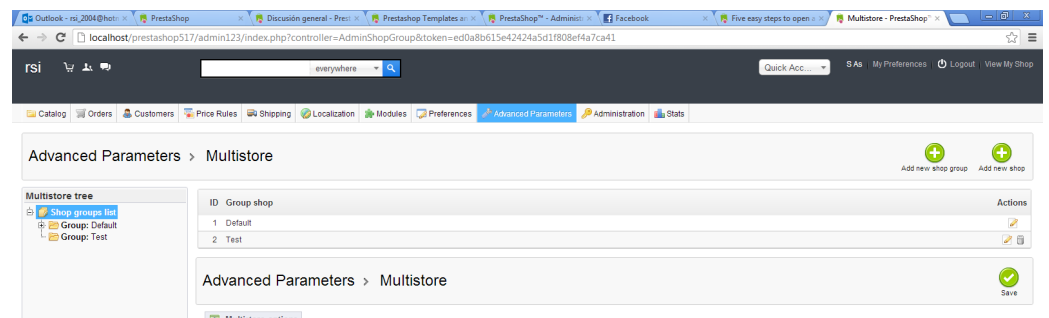 Outlook - rsi_2004@hotm
PrestaShop
Discusión general - Prest
Prestashop Templates an
PrestaShop™ - Administr
Facebook
Five easy steps to open a
Multistore - PrestaShop™
localhost/prestashop517/admin123/index.php?controller=AdminShopGroup&token=ed0a8b615e42424a5d1f808ef4a7ca41
rsi
everywhere
Quick Acc...
S As
My Preferences
Logout
View My Shop
Catalog
Orders
Customers
Price Rules
Shipping
Localization
Modules
Preferences
Advanced Parameters
Administration
Stats
Advanced Parameters > Multistore
Add new shop group
Add new shop
Multistore tree
Shop groups list
Group: Default
Group: Test
ID Group shop Actions
1 Default
2 Test
Advanced Parameters > Multistore
Save